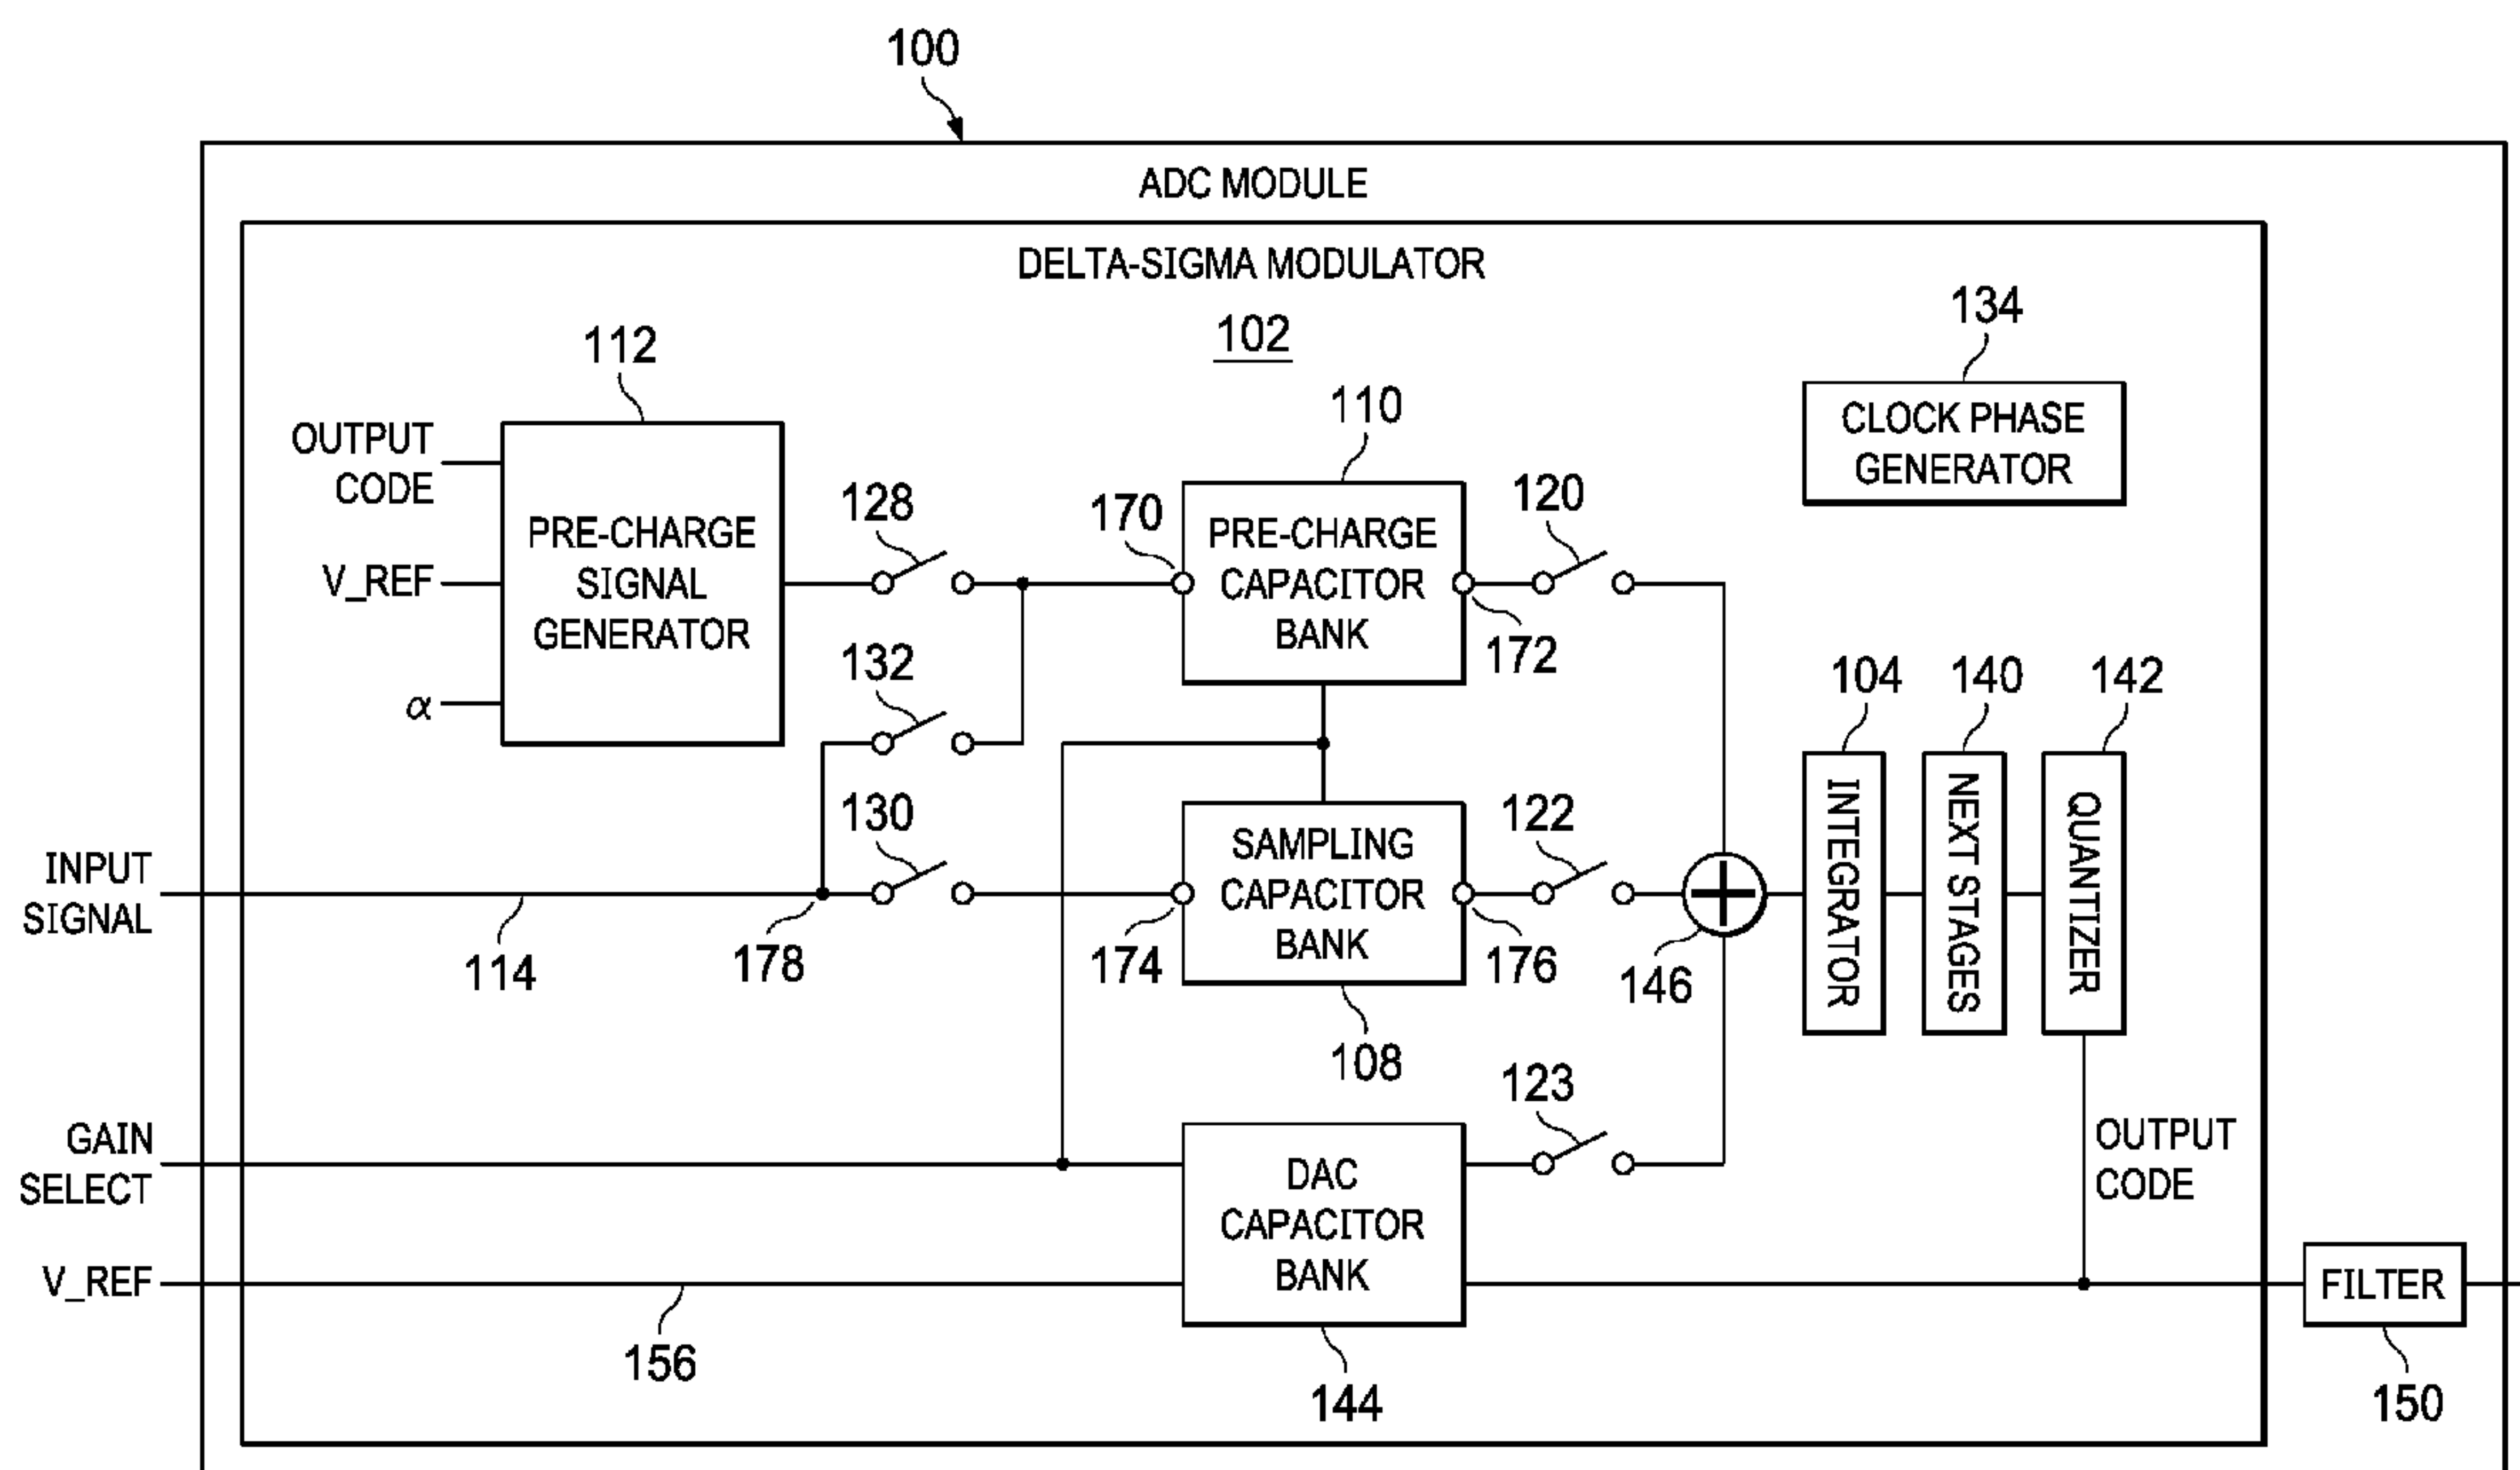 100
ADC MODULE
DELTA-SIGMA MODULATOR
102
134
CLOCK PHASE
GENERATOR
112
OUTPUT
CODE
V_REF
α
PRE-CHARGE
SIGNAL
GENERATOR
128
132
130
110
170
PRE-CHARGE
CAPACITOR
BANK
172
120
104
140
142
INTEGRATOR
NEXT STAGES
QUANTIZER
INPUT
SIGNAL
114
178
174
SAMPLING
CAPACITOR
BANK
176
122
146
108
123
GAIN
SELECT
V_REF
156
DAC
CAPACITOR
BANK
144
OUTPUT
CODE
FILTER
150